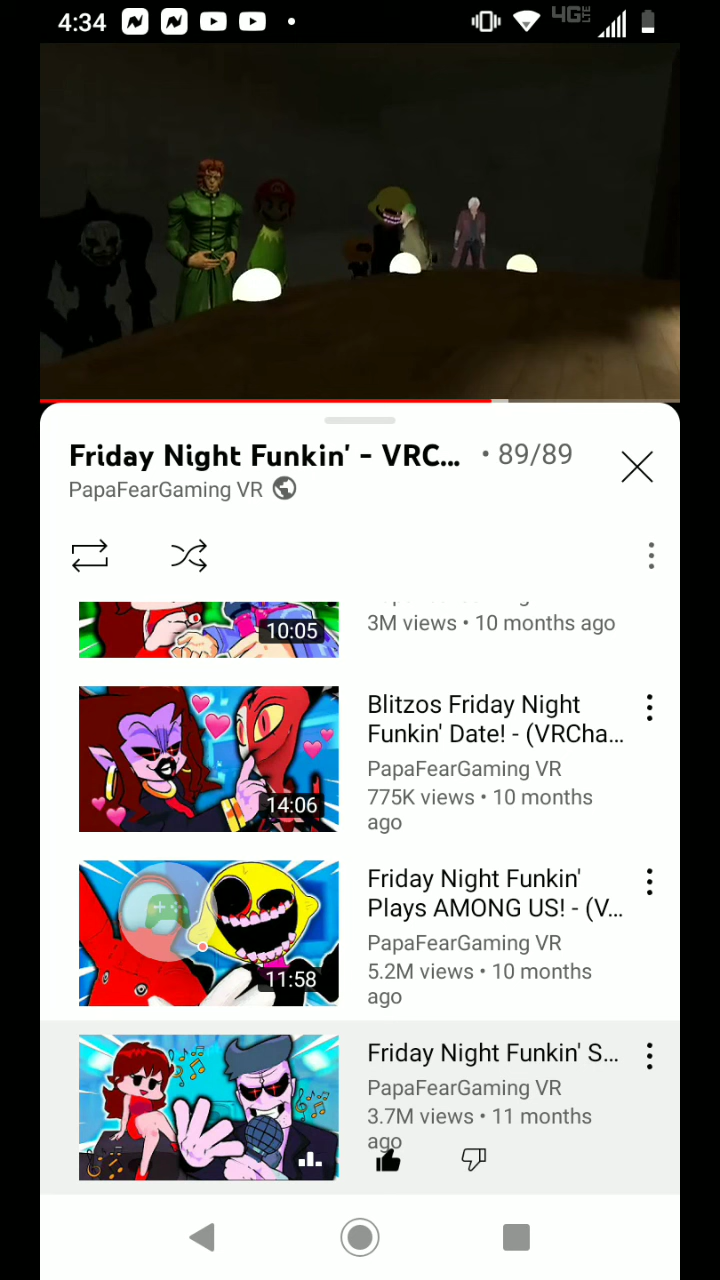 4:34
4G LTE
Friday Night Funkin' - VRC... • 89/89
PapaFearGaming VR
10:05
3M views • 10 months ago
Blitzos Friday Night
Funkin' Date! - (VRCha...
PapaFearGaming VR
775K views • 10 months
ago
14:06
Friday Night Funkin'
Plays AMONG US! - (V...
PapaFearGaming VR
5.2M views • 10 months
ago
11:58
Friday Night Funkin' S...
PapaFearGaming VR
3.7M views • 11 months
ago